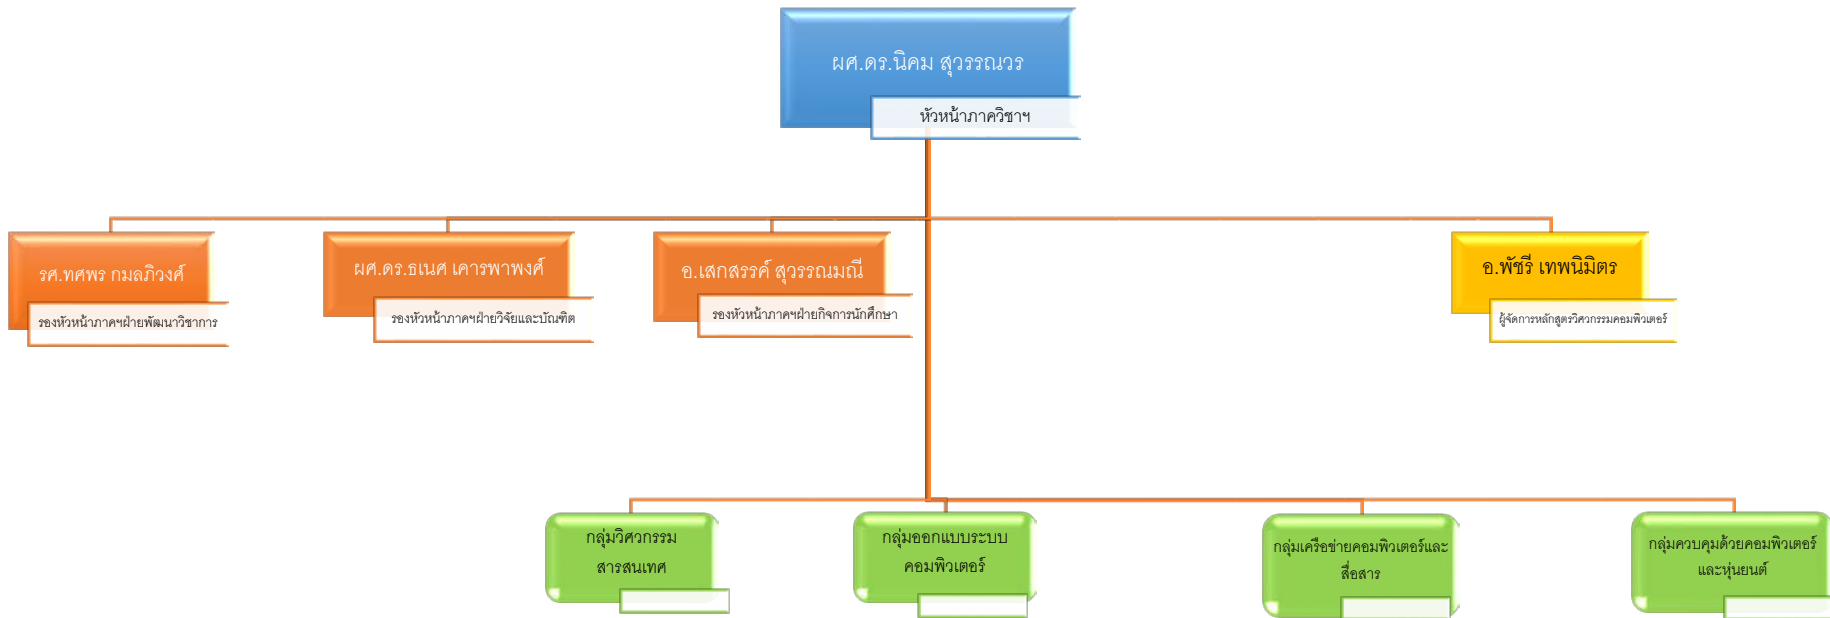 ผศ.ดร.นิคม สุวรรณวร
หัวหน้าภาควิชาฯ
รศ.ทศพร กมลภิวงศ์
รองหัวหน้าภาคฯฝ่ายพัฒนาวิชาการ
ผศ.ดร.ธเนศ เคารพาพงศ์
รองหัวหน้าภาคฯฝ่ายวิจัยและบัณฑิต
อ.เสกสรรค์ สุวรรณมณี
รองหัวหน้าภาคฯฝ่ายกิจการนักศึกษา
อ.พัชรี เทพนิมิตร
ผู้จัดการหลักสูตรวิศวกรรมคอมพิวเตอร์
กลุ่มวิศวกรรม
สารสนเทศ
กลุ่มออกแบบระบบ
คอมพิวเตอร์
กลุ่มเครือข่ายคอมพิวเตอร์และ
สื่อสาร
กลุ่มควบคุมด้วยคอมพิวเตอร์
และหุ่นยนต์